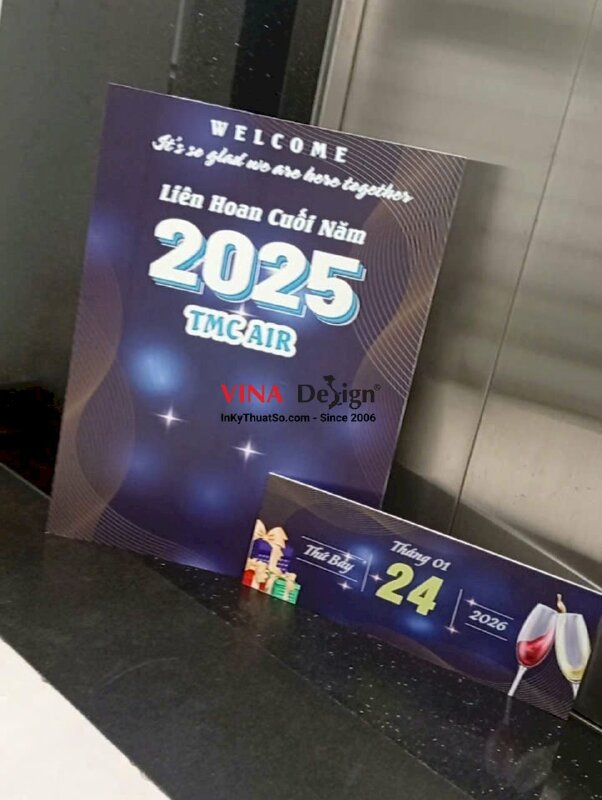 WELCOME
It's so glad we are here together
Liên Hoan Cuối Năm
2025
TMC AIR
VINA Design®
InKyThuatSo.com - Since 2006
Tháng 01
Thứ Bảy
24
2026